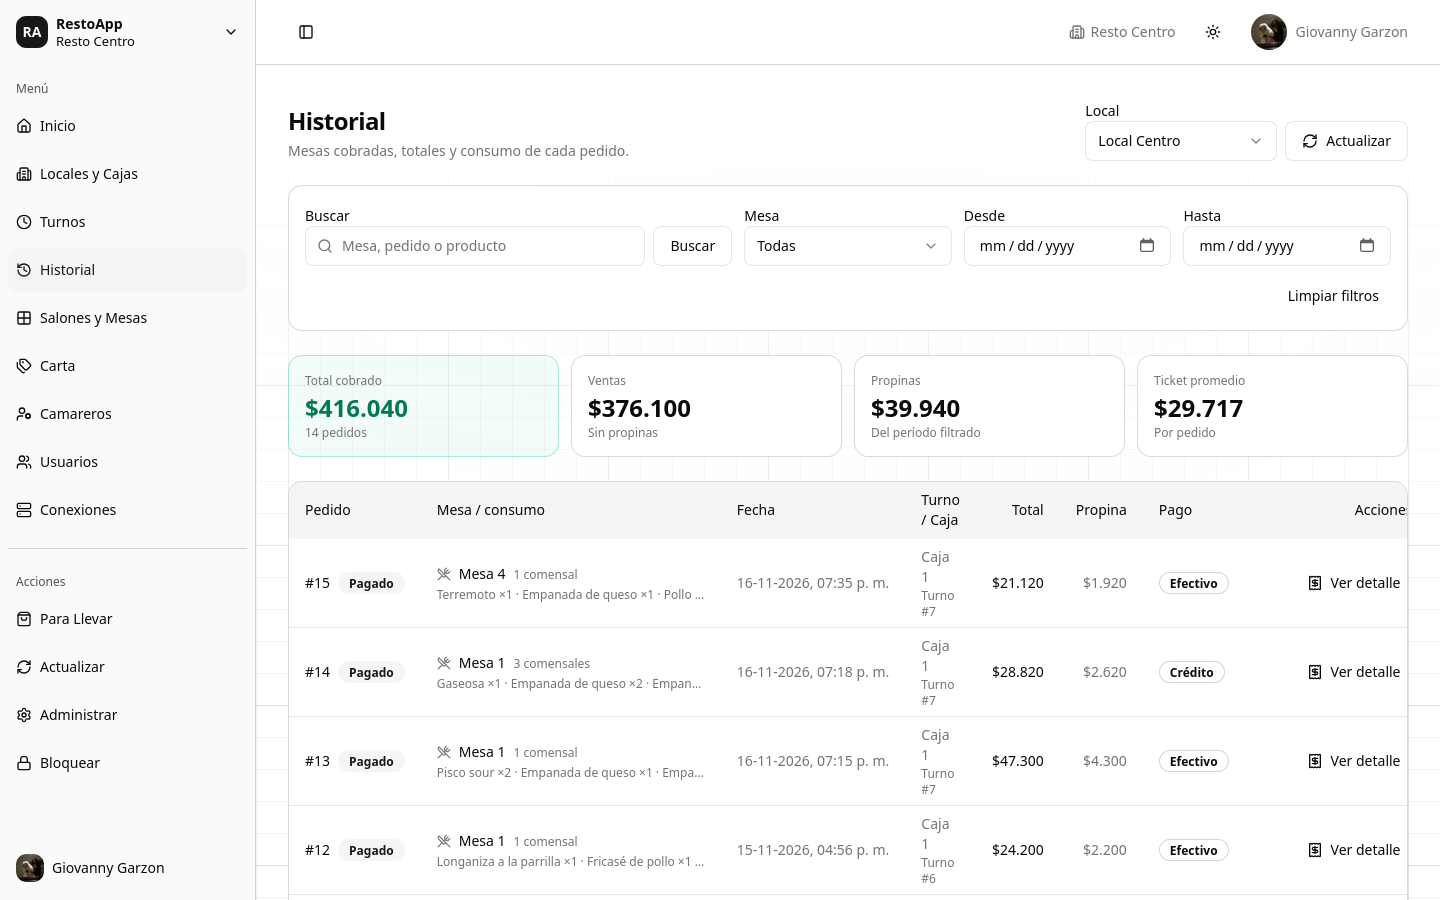 RA
RestoApp
Resto Centro
Menú
Inicio
Locales y Cajas
Turnos
Historial
Salones y Mesas
Carta
Camareros
Usuarios
Conexiones
Acciones
Para Llevar
Actualizar
Administrar
Bloquear
Giovanny Garzon
Resto Centro
Giovanny Garzon
Historial
Mesas cobradas, totales y consumo de cada pedido.
Local
Local Centro
Actualizar
Buscar
Mesa, pedido o producto
Buscar
Mesa
Todas
Desde
mm/dd/yyyy
Hasta
mm/dd/yyyy
Limpiar filtros
Total cobrado
$416.040
14 pedidos
Ventas
$376.100
Sin propinas
Propinas
$39.940
Del período filtrado
Ticket promedio
$29.717
Por pedido
Pedido
Mesa / consumo
Fecha
Turno
/ Caja
Total
Propina
Pago
Accione
#15 Pagado
Mesa 4 1 comensal
Terremoto ×1 · Empanada de queso ×1 · Pollo ...
16-11-2026, 07:35 p. m.
Caja
1
Turno
#7
$21.120
$1.920
Efectivo
Ver detalle
#14 Pagado
Mesa 1 3 comensales
Gaseosa ×1 · Empanada de queso ×2 · Empan...
16-11-2026, 07:18 p. m.
Caja
1
Turno
#7
$28.820
$2.620
Crédito
Ver detalle
#13 Pagado
Mesa 1 1 comensal
Pisco sour ×2 · Empanada de queso ×1 · Empa...
16-11-2026, 07:15 p. m.
Caja
1
Turno
#7
$47.300
$4.300
Efectivo
Ver detalle
#12 Pagado
Mesa 1 1 comensal
Longaniza a la parrilla ×1 · Fricasé de pollo ×1 ...
15-11-2026, 04:56 p. m.
Caja
1
Turno
#6
$24.200
$2.200
Efectivo
Ver detalle